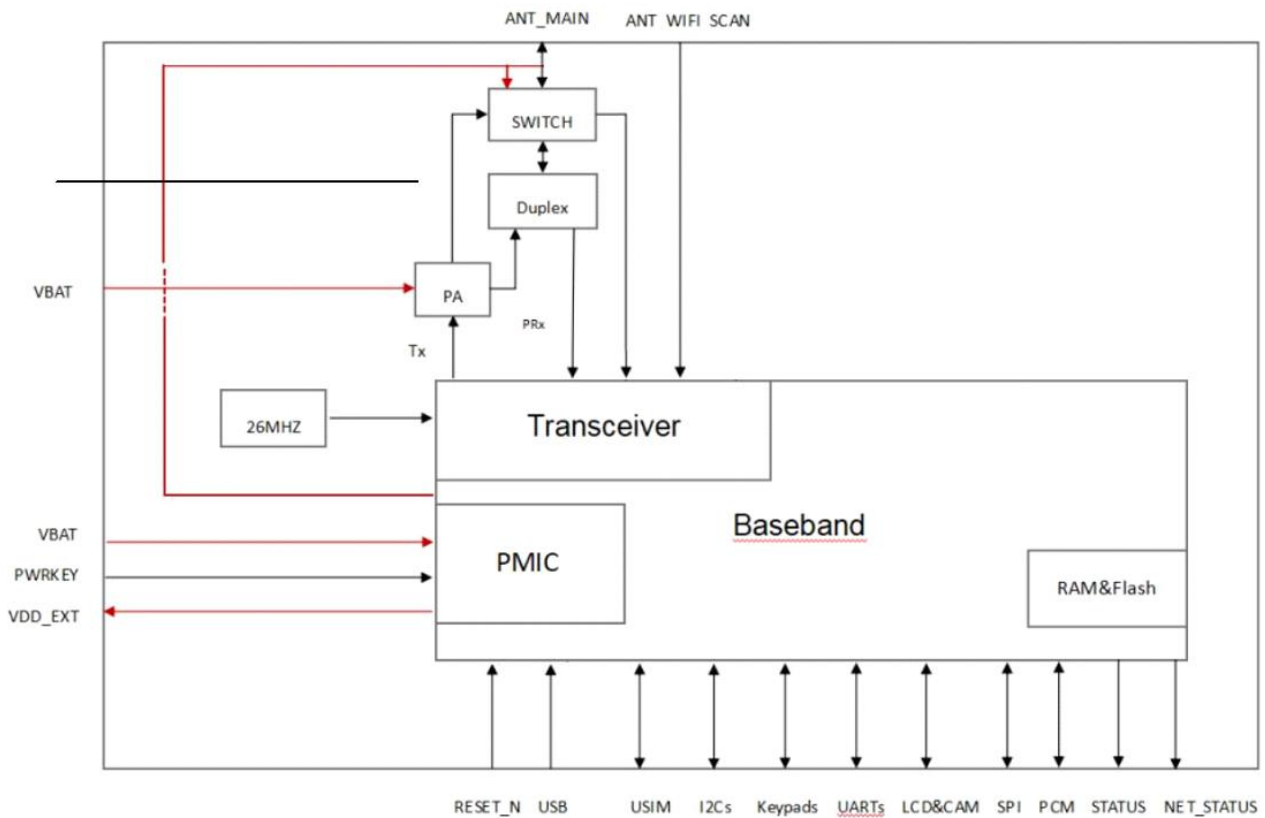 ANT_MAIN ANT WIFI SCAN
SWITCH
Duplex
VBAT
PA
PRx
Tx
26MHZ
Transceiver
VBAT
Baseband
PMIC
PWRKEY
RAM&Flash
VDD_EXT
RESET_N USB USIM I2Cs Keypads UARTs LCD&CAM SPI PCM STATUS NET_STATUS